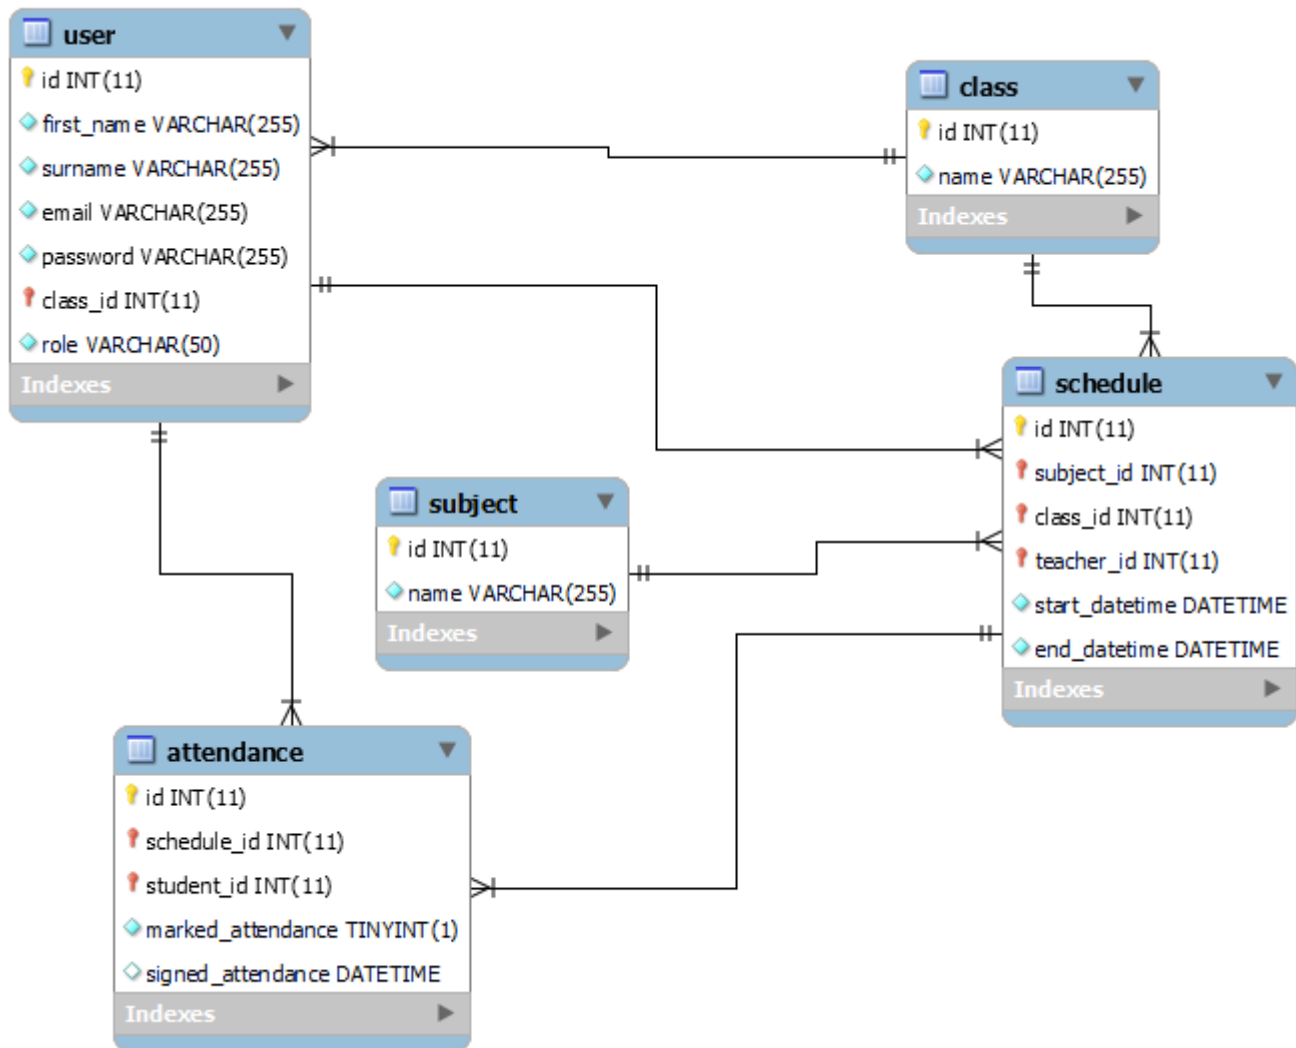 user
id INT(11)
first_name VARCHAR(255)
surname VARCHAR(255)
email VARCHAR(255)
password VARCHAR(255)
class_id INT(11)
role VARCHAR(50)
Indexes
class
id INT(11)
name VARCHAR(255)
Indexes
schedule
id INT(11)
subject_id INT(11)
class_id INT(11)
teacher_id INT(11)
start_datetime DATETIME
end_datetime DATETIME
Indexes
subject
id INT(11)
name VARCHAR(255)
Indexes
attendance
id INT(11)
schedule_id INT(11)
student_id INT(11)
marked_attendance TINYINT(1)
signed_attendance DATETIME
Indexes